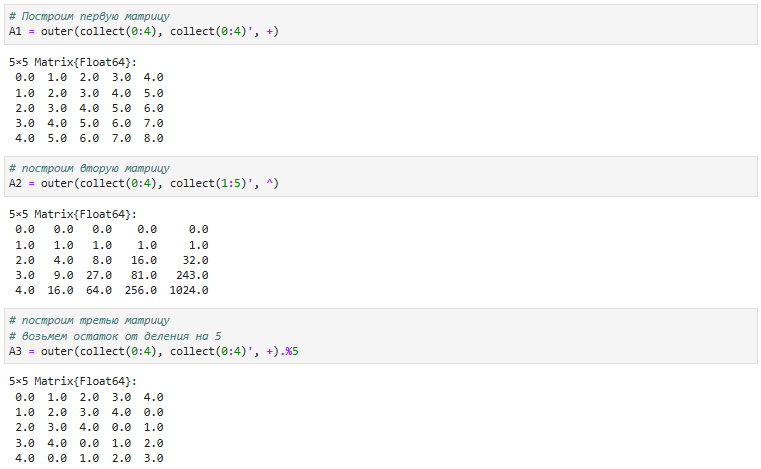 # Построим первую матрицу
A1 = outer(collect(0:4), collect(0:4)', +)
5×5 Matrix{Float64}:
0.0 1.0 2.0 3.0 4.0
1.0 2.0 3.0 4.0 5.0
2.0 3.0 4.0 5.0 6.0
3.0 4.0 5.0 6.0 7.0
4.0 5.0 6.0 7.0 8.0
# построим вторую матрицу
A2 = outer(collect(0:4), collect(1:5)', ^)
5×5 Matrix{Float64}:
0.0 0.0 0.0 0.0 0.0
1.0 1.0 1.0 1.0 1.0
2.0 4.0 8.0 16.0 32.0
3.0 9.0 27.0 81.0 243.0
4.0 16.0 64.0 256.0 1024.0
# построим третью матрицу
# возьмем остаток от деления на 5
A3 = outer(collect(0:4), collect(0:4)', +).%5
5×5 Matrix{Float64}:
0.0 1.0 2.0 3.0 4.0
1.0 2.0 3.0 4.0 0.0
2.0 3.0 4.0 0.0 1.0
3.0 4.0 0.0 1.0 2.0
4.0 0.0 1.0 2.0 3.0